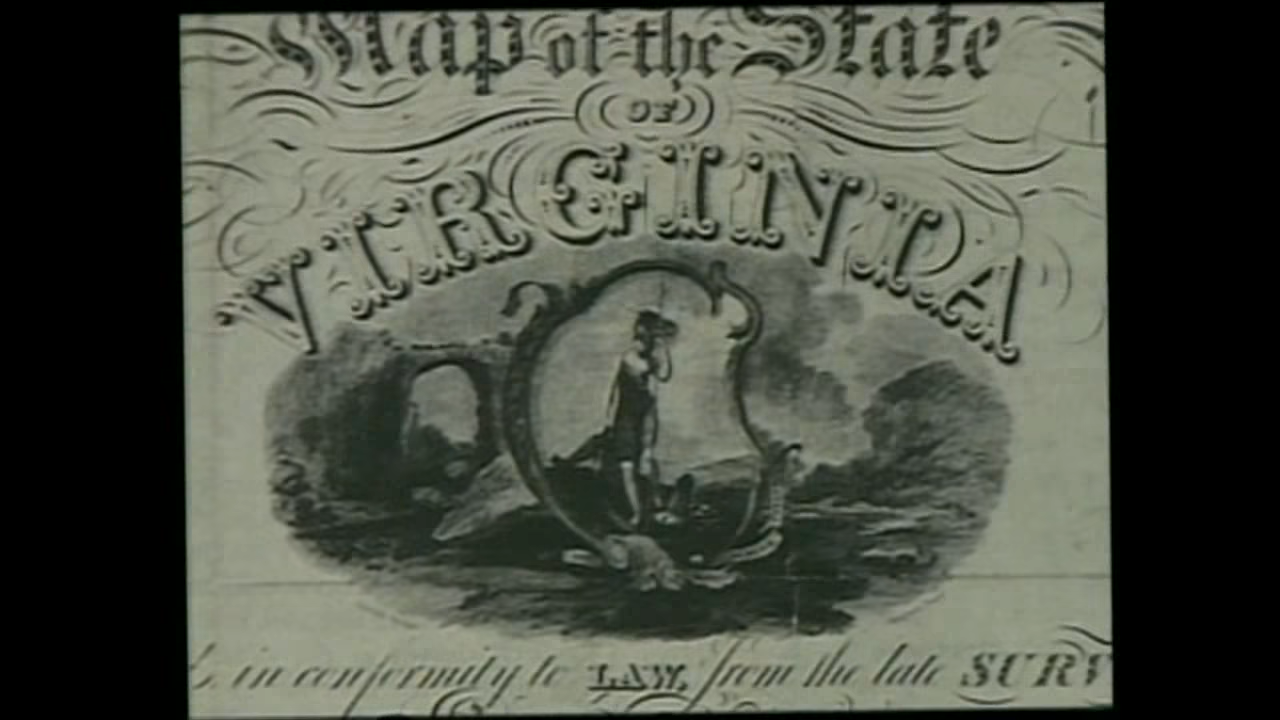 Map of the State
OF
VIRGINIA
in conformity to LAW, from the late SURV